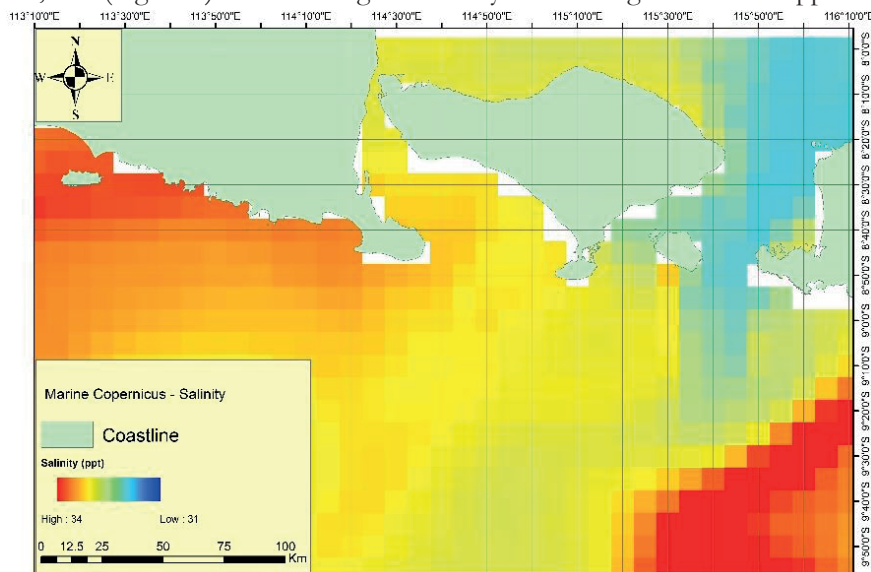 113°10'0"E 113°30'0"E 113°50'0"E 114°10'0"E 114°30'0"E 114°50'0"E 115°10'0"E 115°30'0"E 115°50'0"E
N
W E
S
8°0'0"S
8°10'0"S
8°20'0"S
8°30'0"S
8°40'0"S
8°50'0"S
9°0'0"S
9°10'0"S
9°20'0"S
9°30'0"S
9°40'0"S
9°50'0"S
Marine Copernicus - Salinity
Coastline
Salinity (ppt)
High : 34 Low : 31
0 12.5 25 50 75 100
Km